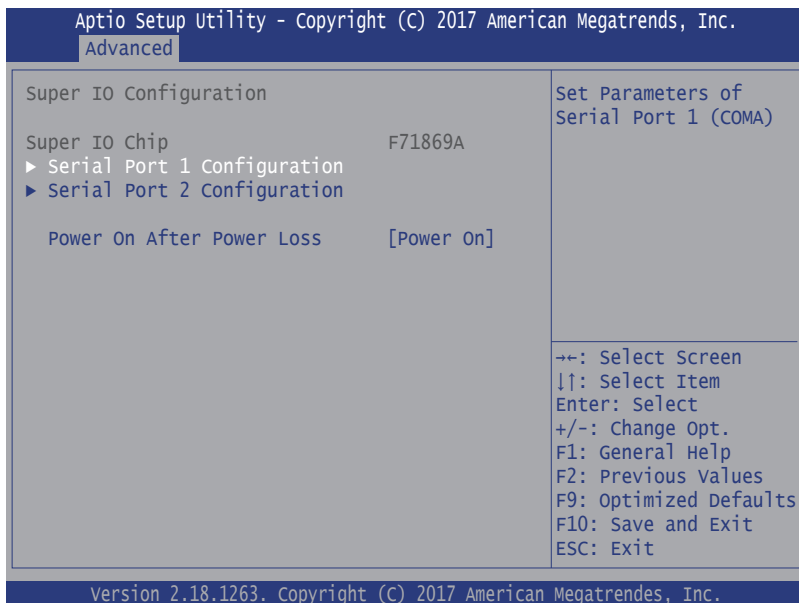 Aptio Setup Utility - Copyright (C) 2017 American Megatrends, Inc.
Advanced
Super IO Configuration
Super IO Chip F71869A
▶ Serial Port 1 Configuration
▶ Serial Port 2 Configuration
Power On After Power Loss [Power On]
Set Parameters of
Serial Port 1 (COMA)
→←: Select Screen
↓↑: Select Item
Enter: Select
+/-: Change Opt.
F1: General Help
F2: Previous Values
F9: Optimized Defaults
F10: Save and Exit
ESC: Exit
Version 2.18.1263. Copyright (C) 2017 American Megatrendes, Inc.